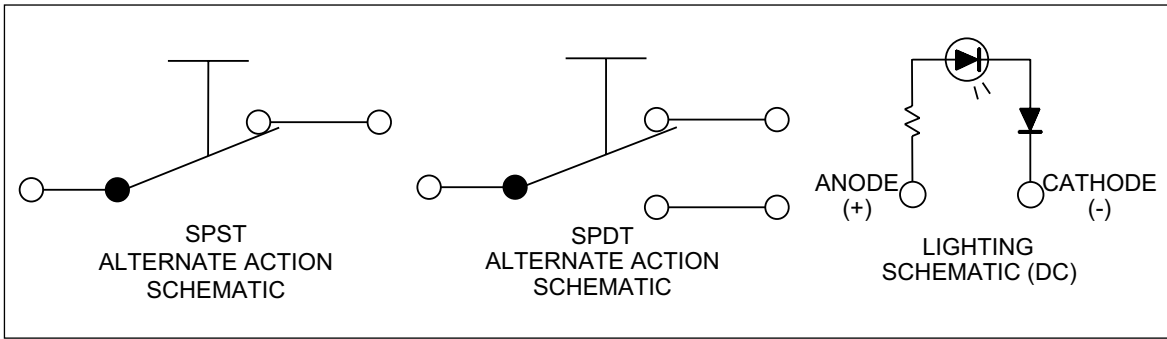 SPST
ALTERNATE ACTION
SCHEMATIC
SPDT
ALTERNATE ACTION
SCHEMATIC
ANODE
(+)
CATHODE
(-)
LIGHTING
SCHEMATIC (DC)